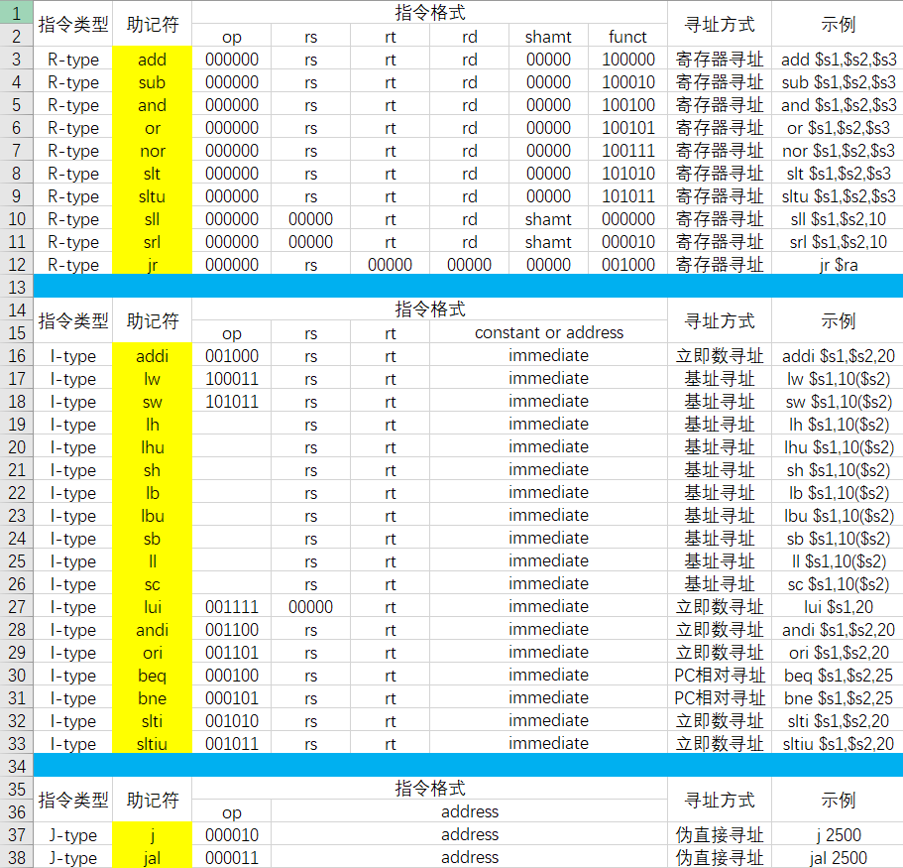 1 指令类型 助记符 指令格式 寻址方式 示例
2 op rs rt rd shamt funct
3 R-type add 000000 rs rt rd 00000 100000 寄存器寻址 add $s1,$s2,$s3
4 R-type sub 000000 rs rt rd 00000 100010 寄存器寻址 sub $s1,$s2,$s3
5 R-type and 000000 rs rt rd 00000 100100 寄存器寻址 and $s1,$s2,$s3
6 R-type or 000000 rs rt rd 00000 100101 寄存器寻址 or $s1,$s2,$s3
7 R-type nor 000000 rs rt rd 00000 100111 寄存器寻址 nor $s1,$s2,$s3
8 R-type slt 000000 rs rt rd 00000 101010 寄存器寻址 slt $s1,$s2,$s3
9 R-type sltu 000000 rs rt rd 00000 101011 寄存器寻址 sltu $s1,$s2,$s3
10 R-type sll 000000 00000 rt rd shamt 000000 寄存器寻址 sll $s1,$s2,10
11 R-type srl 000000 00000 rt rd shamt 000010 寄存器寻址 srl $s1,$s2,10
12 R-type jr 000000 rs 00000 00000 00000 001000 寄存器寻址 jr $ra
13
14 指令类型 助记符 指令格式 寻址方式 示例
15 op rs rt constant or address
16 I-type addi 001000 rs rt immediate 立即数寻址 addi $s1,$s2,20
17 I-type lw 100011 rs rt immediate 基址寻址 lw $s1,10($s2)
18 I-type sw 101011 rs rt immediate 基址寻址 sw $s1,10($s2)
19 I-type lh rs rt immediate 基址寻址 lh $s1,10($s2)
20 I-type lhu rs rt immediate 基址寻址 lhu $s1,10($s2)
21 I-type sh rs rt immediate 基址寻址 sh $s1,10($s2)
22 I-type lb rs rt immediate 基址寻址 lb $s1,10($s2)
23 I-type lbu rs rt immediate 基址寻址 lbu $s1,10($s2)
24 I-type sb rs rt immediate 基址寻址 sb $s1,10($s2)
25 I-type ll rs rt immediate 基址寻址 ll $s1,10($s2)
26 I-type sc rs rt immediate 基址寻址 sc $s1,10($s2)
27 I-type lui 001111 00000 rt immediate 立即数寻址 lui $s1,20
28 I-type andi 001100 rs rt immediate 立即数寻址 andi $s1,$s2,20
29 I-type ori 001101 rs rt immediate 立即数寻址 ori $s1,$s2,20
30 I-type beq 000100 rs rt immediate PC相对寻址 beq $s1,$s2,25
31 I-type bne 000101 rs rt immediate PC相对寻址 bne $s1,$s2,25
32 I-type slti 001010 rs rt immediate 立即数寻址 slti $s1,$s2,20
33 I-type sltiu 001011 rs rt immediate 立即数寻址 sltiu $s1,$s2,20
34
35 指令类型 助记符 指令格式 寻址方式 示例
36 op address
37 J-type j 000010 address 伪直接寻址 j 2500
38 J-type jal 000011 address 伪直接寻址 jal 2500